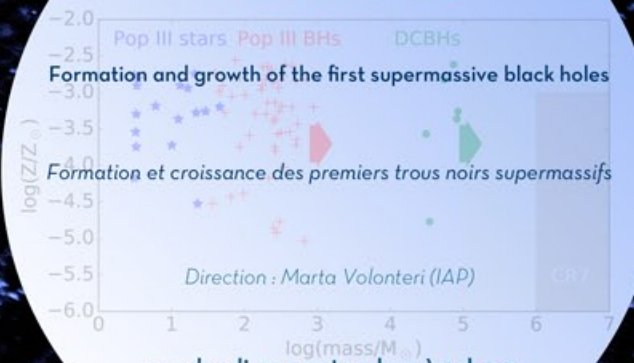 −2.0
Pop III stars Pop III BHs DCBHs
Formation and growth of the first supermassive black holes
−3.0
−3.5
−4.0
Formation et croissance des premiers trous noirs supermassifs
log(Z/Z⊙)
−4.5
−5.0
Direction : Marta Volonteri (IAP)
−5.5
CR7
−6.0
0 1 2 3 4 5 6 7
log(mass/M⊙)